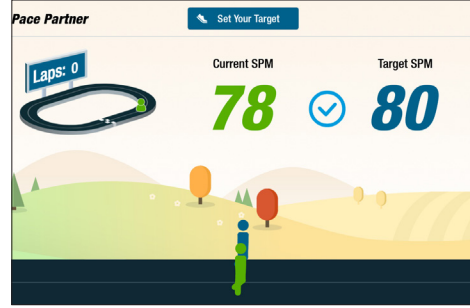 Pace Partner
Set Your Target
Laps: 0
Current SPM
Target SPM
78
80